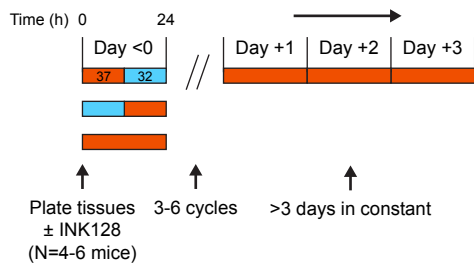 Time (h) 0 24
Day <0 Day +1 Day +2 Day +3
37 32
Plate tissues 3-6 cycles >3 days in constant
± INK128
(N=4-6 mice)